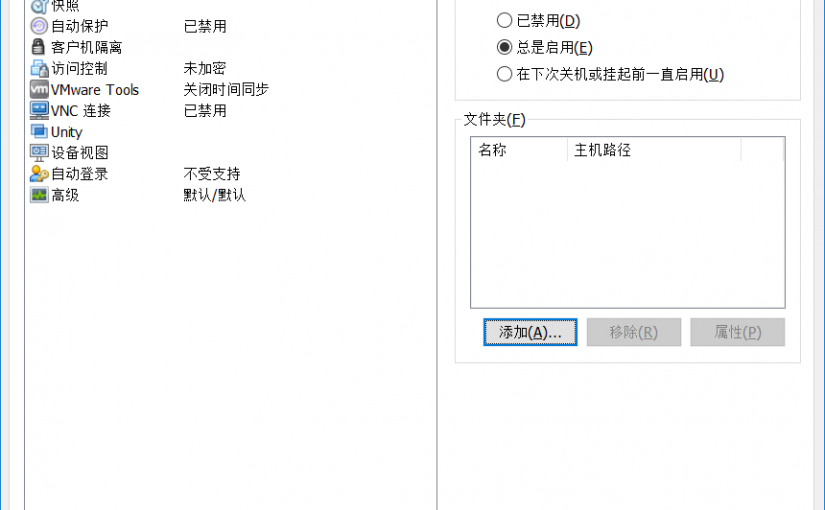 快照
自动保护 已禁用
客户机隔离
访问控制 未加密
VMware Tools 关闭时间同步
VNC 连接 已禁用
Unity
设备视图
自动登录 不受支持
高级 默认/默认
已禁用(D)
总是启用(E)
在下次关机或挂起前一直启用(U)
文件夹(F)
名称 主机路径
添加(A)... 移除(R) 属性(P)